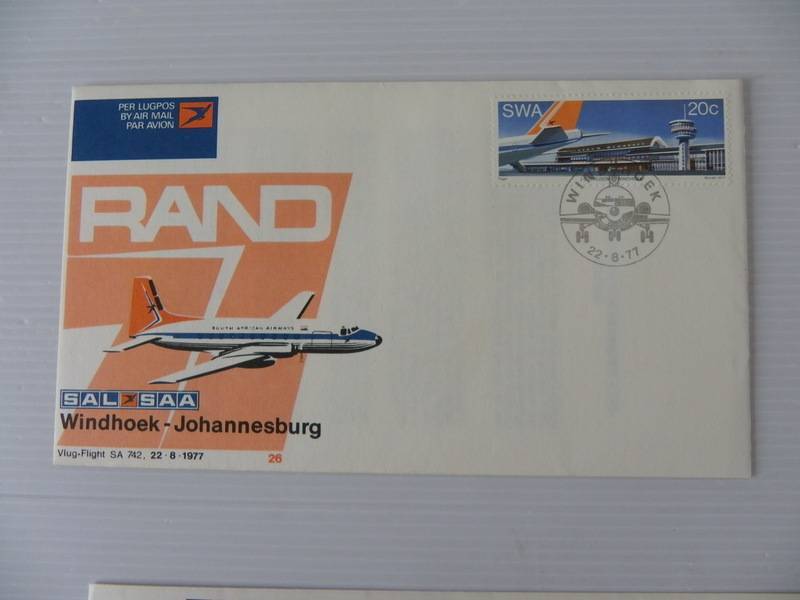 PER LUGPOS
BY AIR MAIL
PAR AVION
SWA 20c
WINDHOEK
22·8·77
RAND
SOUTH AFRICAN AIRWAYS
SAL SAA
Windhoek-Johannesburg
Vlug-Flight SA 742, 22·8·1977
26